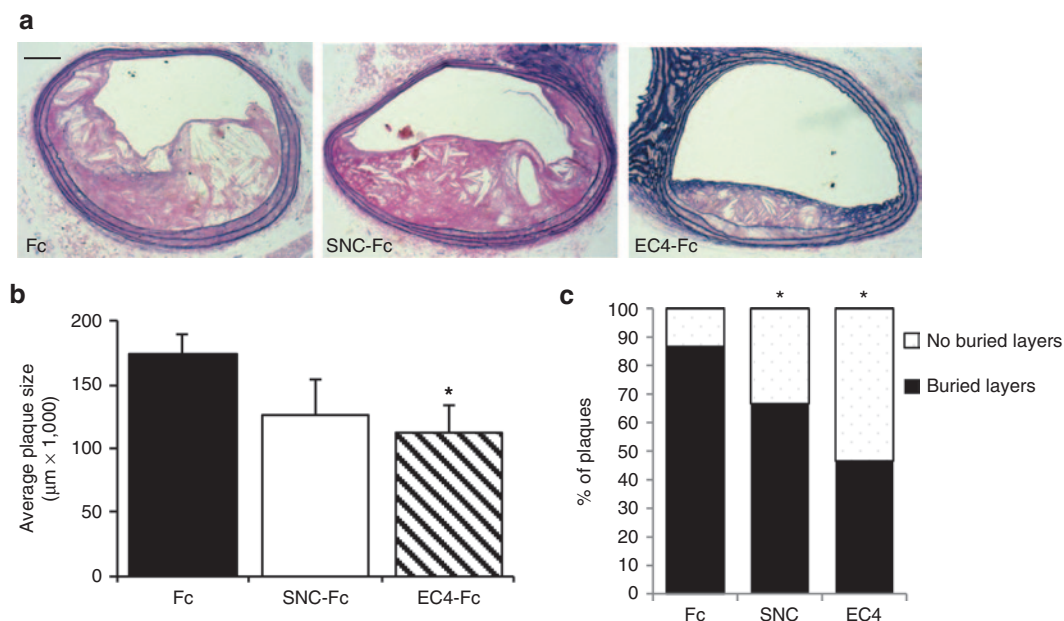 a
Fc
SNC-Fc
EC4-Fc
b
Average plaque size
(µm × 1,000)
200
150
100
50
0
*
Fc
SNC-Fc
EC4-Fc
c
% of plaques
100
90
80
70
60
50
40
30
20
10
0
* *
Fc
SNC
EC4
No buried layers
Buried layers